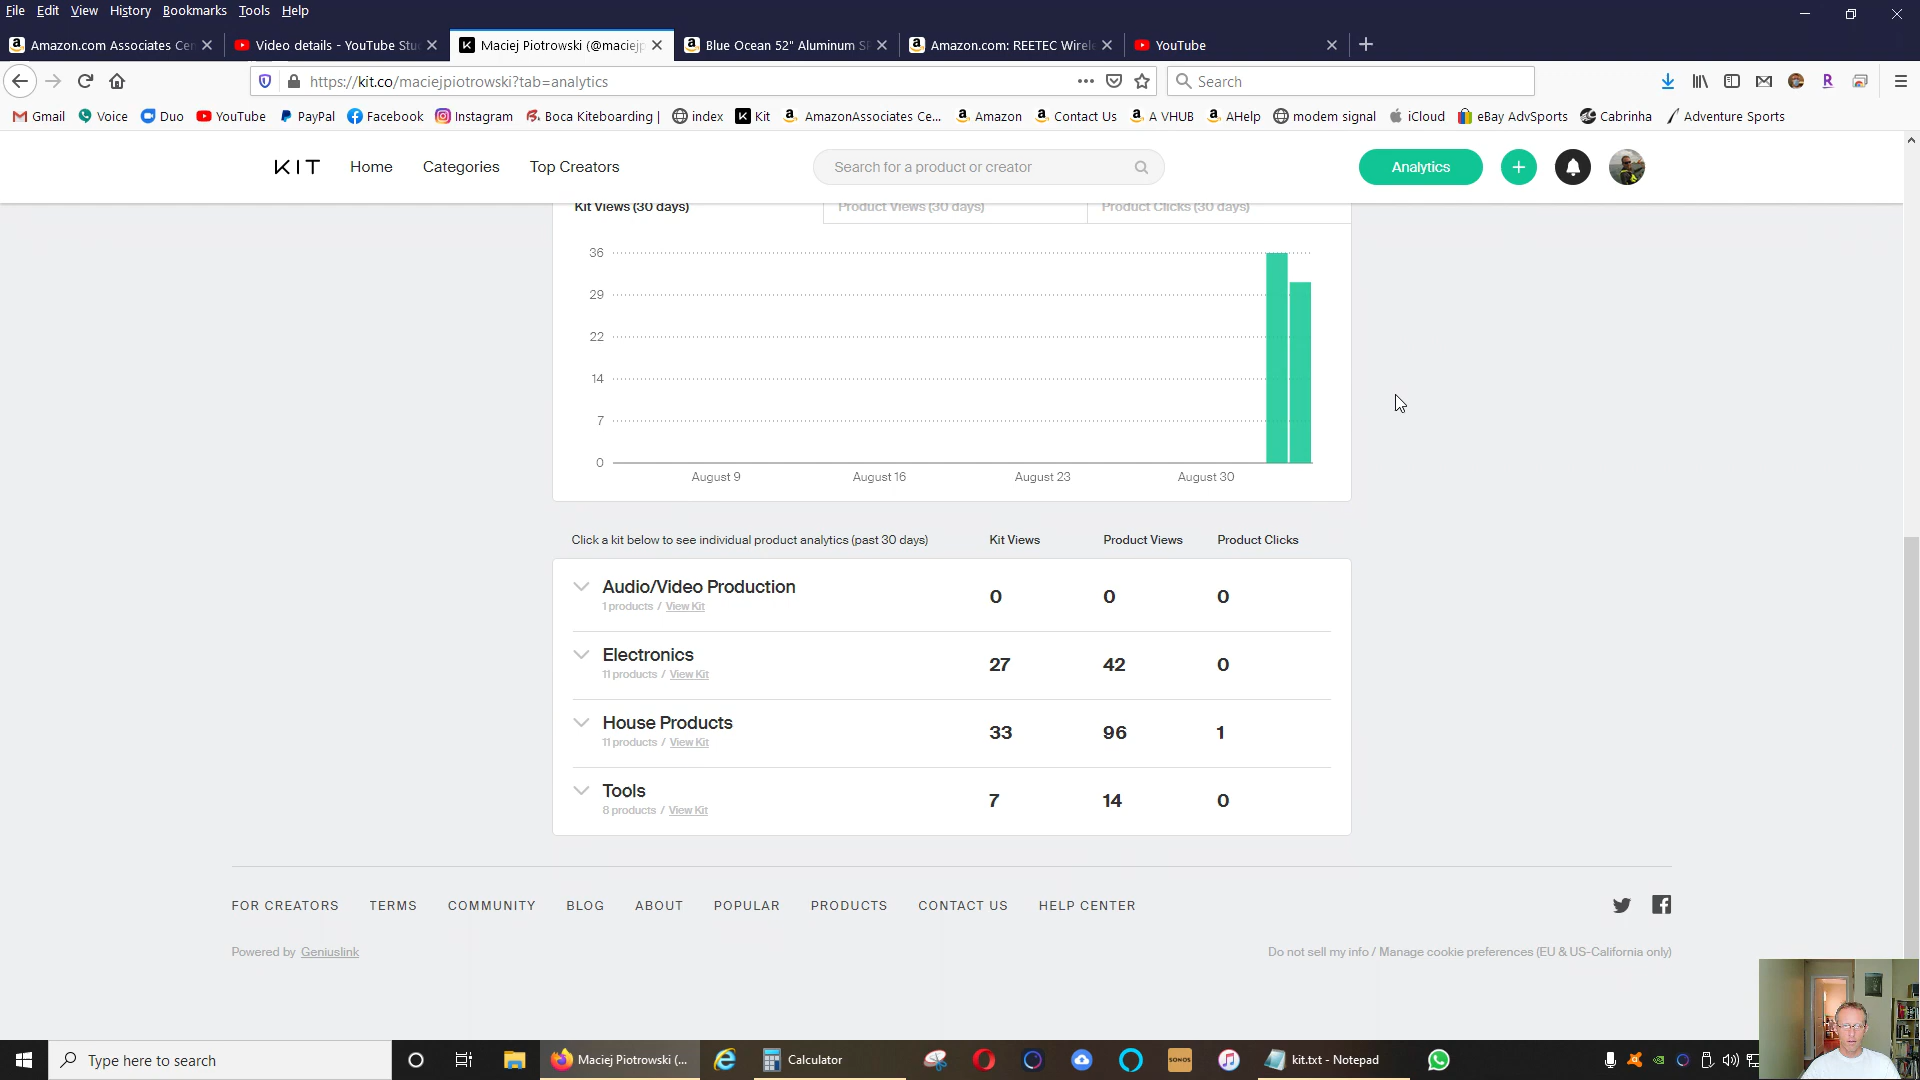 File Edit View History Bookmarks Tools Help
Amazon.com Associates Cen
Video details - YouTube Stu
Maciej Piotrowski (@maciejp
Blue Ocean 52" Aluminum S
Amazon.com: REETEC Wirele
YouTube
https://kit.co/maciejpiotrowski?tab=analytics
Search
Gmail Voice Duo YouTube PayPal Facebook Instagram Boca Kiteboarding | index Kit AmazonAssociates Ce... Amazon Contact Us A VHUB AHelp modem signal iCloud eBay AdvSports Cabrinha Adventure Sports
KIT Home Categories Top Creators
Search for a product or creator
Analytics
Kit Views (30 days) Product Views (30 days) Product Clicks (30 days)
36
29
22
14
7
0
August 9 August 16 August 23 August 30
Click a kit below to see individual product analytics (past 30 days) Kit Views Product Views Product Clicks
Audio/Video Production 0 0 0
1 products / View Kit
Electronics 27 42 0
11 products / View Kit
House Products 33 96 1
11 products / View Kit
Tools 7 14 0
8 products / View Kit
FOR CREATORS TERMS COMMUNITY BLOG ABOUT POPULAR PRODUCTS CONTACT US HELP CENTER
Powered by Geniuslink
Do not sell my info / Manage cookie preferences (EU & US-California only)
Type here to search
Maciej Piotrowski (...
Calculator
SONOS
kit.txt - Notepad